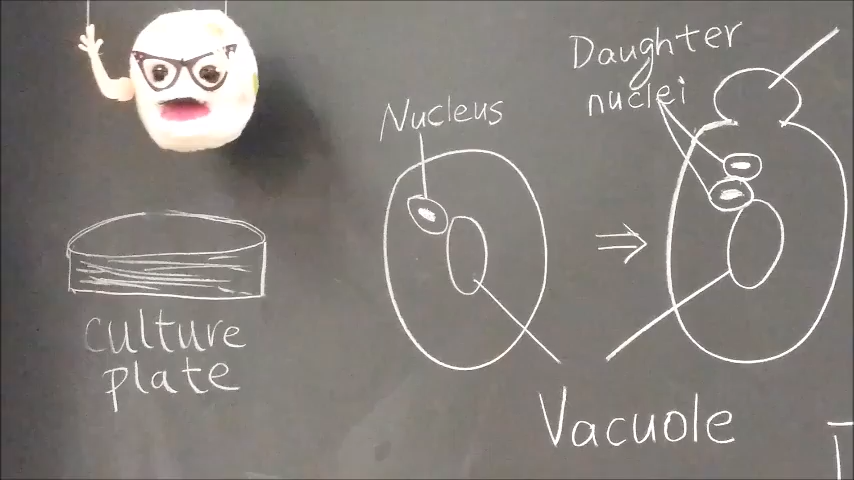 Daughter
nuclei
Nucleus
culture
plate
Vacuole